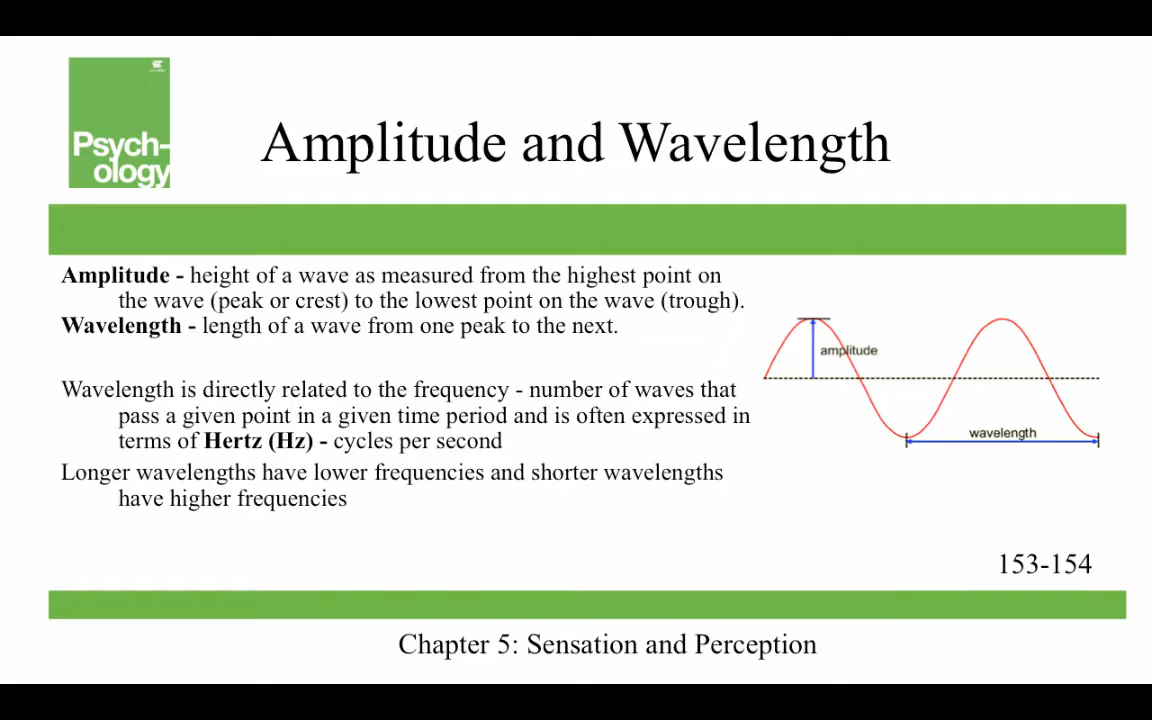 Psych-
ology
Amplitude and Wavelength
Amplitude - height of a wave as measured from the highest point on
the wave (peak or crest) to the lowest point on the wave (trough).
Wavelength - length of a wave from one peak to the next.
Wavelength is directly related to the frequency - number of waves that
pass a given point in a given time period and is often expressed in
terms of Hertz (Hz) - cycles per second
Longer wavelengths have lower frequencies and shorter wavelengths
have higher frequencies
amplitude
wavelength
153-154
Chapter 5: Sensation and Perception